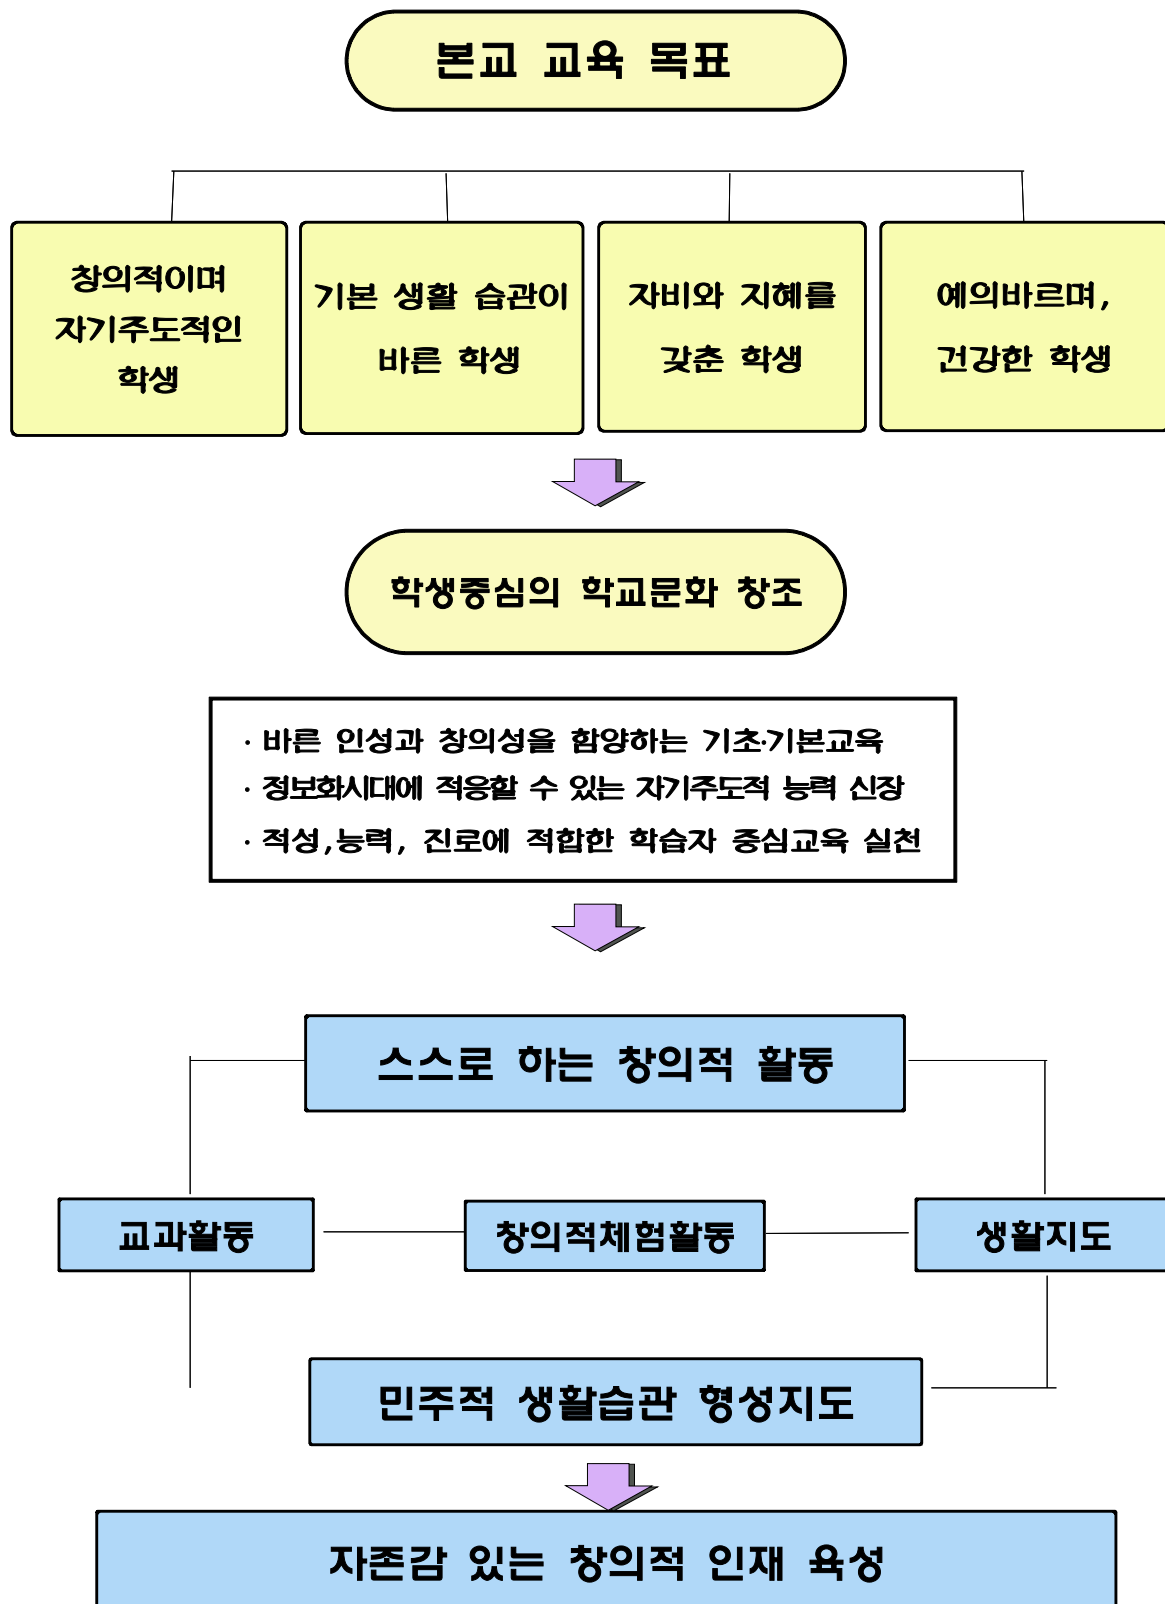 본교 교육 목표
창의적이며
자기주도적인
학생
기본 생활 습관이
바른 학생
자비와 지혜를
갖춘 학생
예의바르며,
건강한 학생
학생중심의 학교문화 창조
· 바른 인성과 창의성을 함양하는 기초·기본교육
· 정보화시대에 적응할 수 있는 자기주도적 능력 신장
· 적성,능력, 진로에 적합한 학습자 중심교육 실천
스스로 하는 창의적 활동
교과활동
창의적체험활동
생활지도
민주적 생활습관 형성지도
자존감 있는 창의적 인재 육성